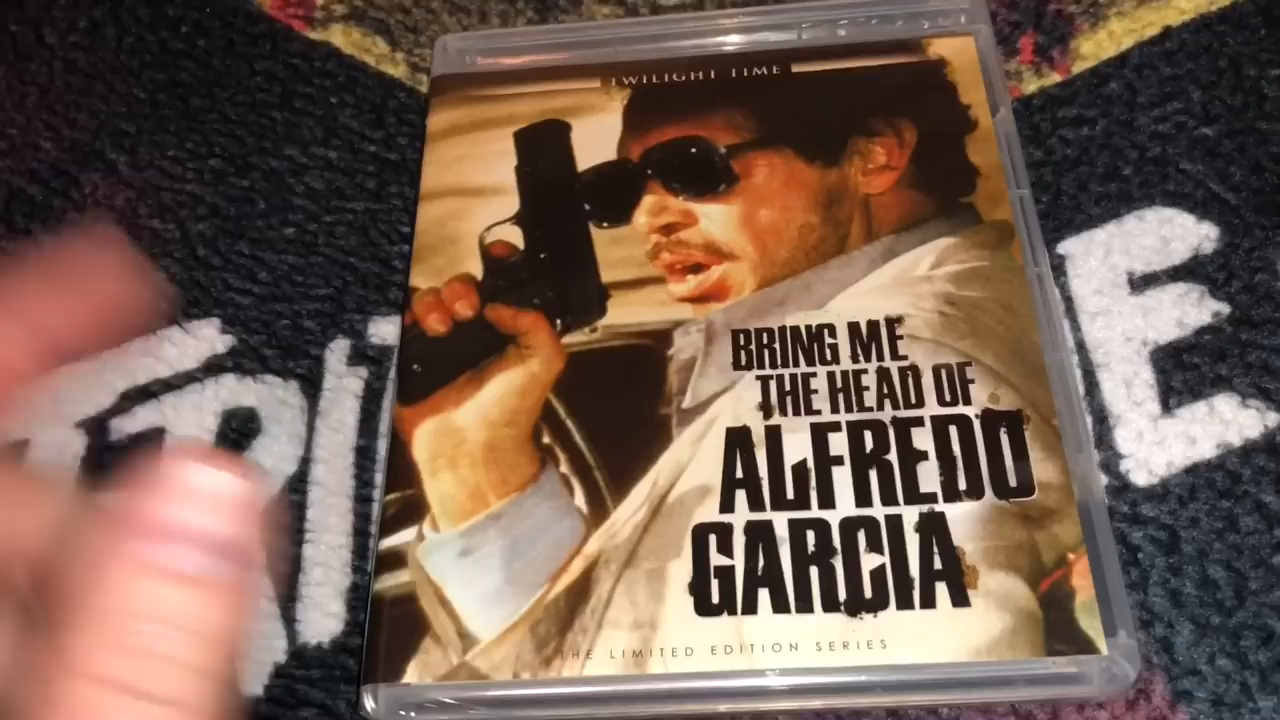 TWILIGHT TIME
BRING ME
THE HEAD OF
ALFREDO
GARCIA
THE LIMITED EDITION SERIES
E